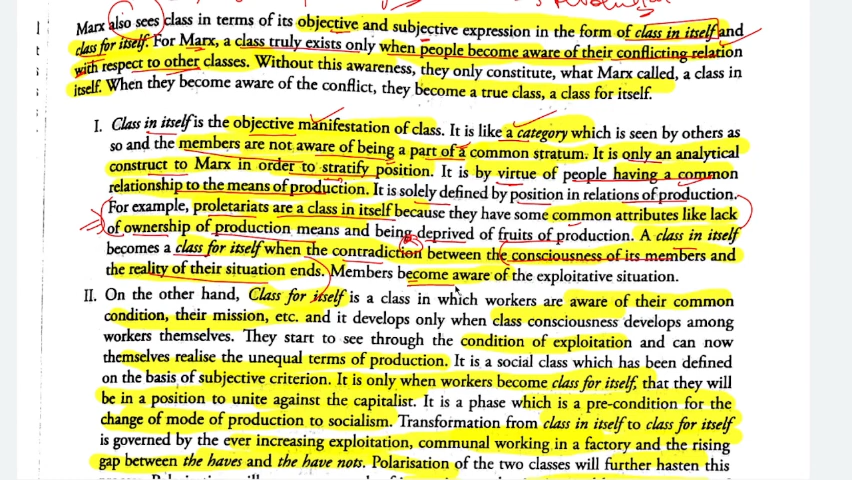 Marx also sees class in terms of its objective and subjective expression in the form of class in itself and
class for itself. For Marx, a class truly exists only when people become aware of their conflicting relation
with respect to other classes. Without this awareness, they only constitute, what Marx called, a class in
itself. When they become aware of the conflict, they become a true class, a class for itself.
I. Class in itself is the objective manifestation of class. It is like a category which is seen by others as
so and the members are not aware of being a part of a common stratum. It is only an analytical
construct to Marx in order to stratify position. It is by virtue of people having a common
relationship to the means of production. It is solely defined by position in relations of production.
For example, proletariats are a class in itself because they have some common attributes like lack
of ownership of production means and being deprived of fruits of production. A class in itself
becomes a class for itself when the contradiction between the consciousness of its members and
the reality of their situation ends. Members become aware of the exploitative situation.
II. On the other hand, Class for itself is a class in which workers are aware of their common
condition, their mission, etc. and it develops only when class consciousness develops among
workers themselves. They start to see through the condition of exploitation and can now
themselves realise the unequal terms of production. It is a social class which has been defined
on the basis of subjective criterion. It is only when workers become class for itself, that they will
be in a position to unite against the capitalist. It is a phase which is a pre-condition for the
change of mode of production to socialism. Transformation from class in itself to class for itself
is governed by the ever increasing exploitation, communal working in a factory and the rising
gap between the haves and the have nots. Polarisation of the two classes will further hasten this